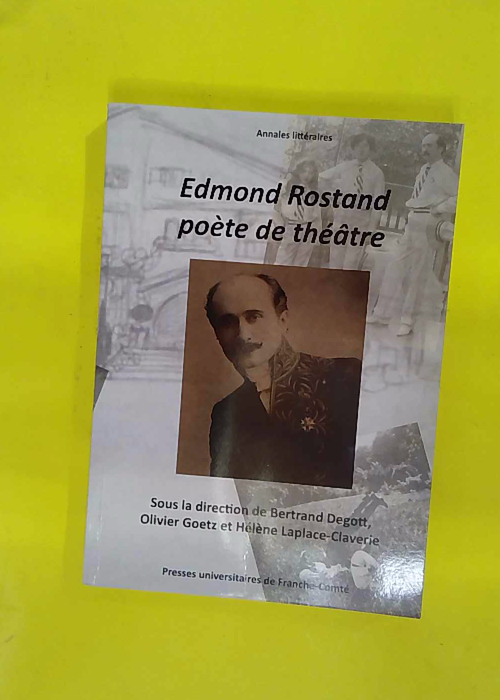 Annales littéraires
Edmond Rostand
poète de théâtre
Sous la direction de Bertrand Degott,
Olivier Goetz et Hélène Laplace-Claverie
Presses universitaires de Franche-Comté